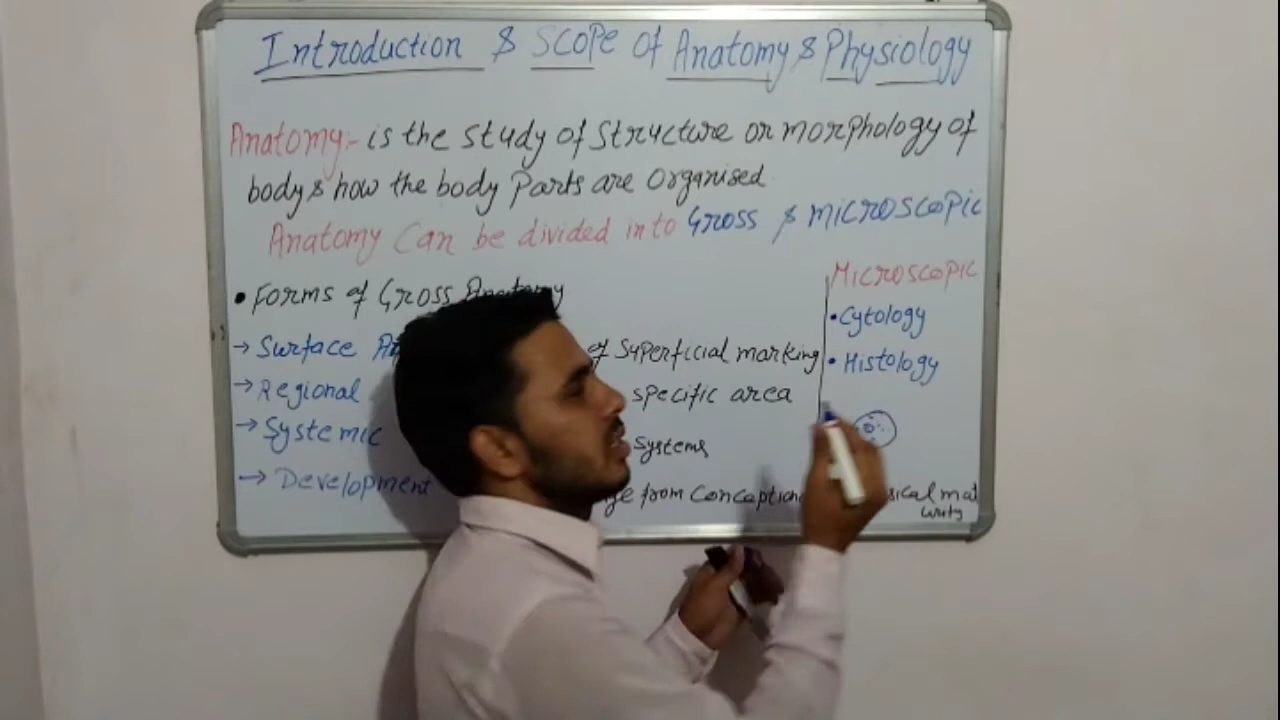 Introduction & Scope of Anatomy & Physiology
Anatomy:- is the study of structure or morphology of
body & how the body parts are organised.
Anatomy can be divided into Gross & microscopic
• Forms of Gross Anatomy
→ Surface of superficial marking
→ Regional specific area
→ Systemic systems
→ Development from conception
Microscopic
• Cytology
• Histology